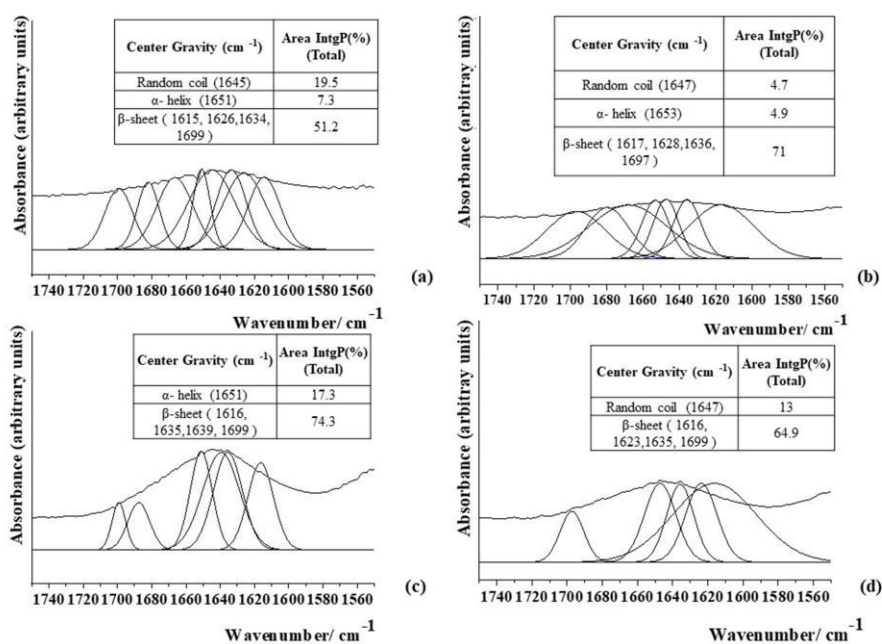 Absorbance (arbitrary units)
Center Gravity (cm -1) Area IntgP(%) (Total)
Random coil (1645) 19.5
α- helix (1651) 7.3
β-sheet ( 1615, 1626,1634, 1699) 51.2
1740 1720 1700 1680 1660 1640 1620 1600 1580 1560
Wavenumber/ cm-1
(a)
Absorbance (arbitray units)
Center Gravity (cm -1) Area IntgP(%) (Total)
Random coil (1647) 4.7
α- helix (1653) 4.9
β-sheet ( 1617, 1628,1636, 1697 ) 71
1740 1720 1700 1680 1660 1640 1620 1600 1580 1560
Wavenumber/ cm-1
(b)
Absorbance (arbitray units)
Center Gravity (cm -1) Area IntgP(%) (Total)
α- helix (1651) 17.3
β-sheet ( 1616, 1635,1639, 1699 ) 74.3
1740 1720 1700 1680 1660 1640 1620 1600 1580 1560
Wavenumber/ cm-1
(c)
Absorbance (arbitray units)
Center Gravity (cm -1) Area IntgP(%) (Total)
Random coil (1647) 13
β-sheet ( 1616, 1623,1635, 1699 ) 64.9
1740 1720 1700 1680 1660 1640 1620 1600 1580 1560
Wavenumber/ cm-1
(d)